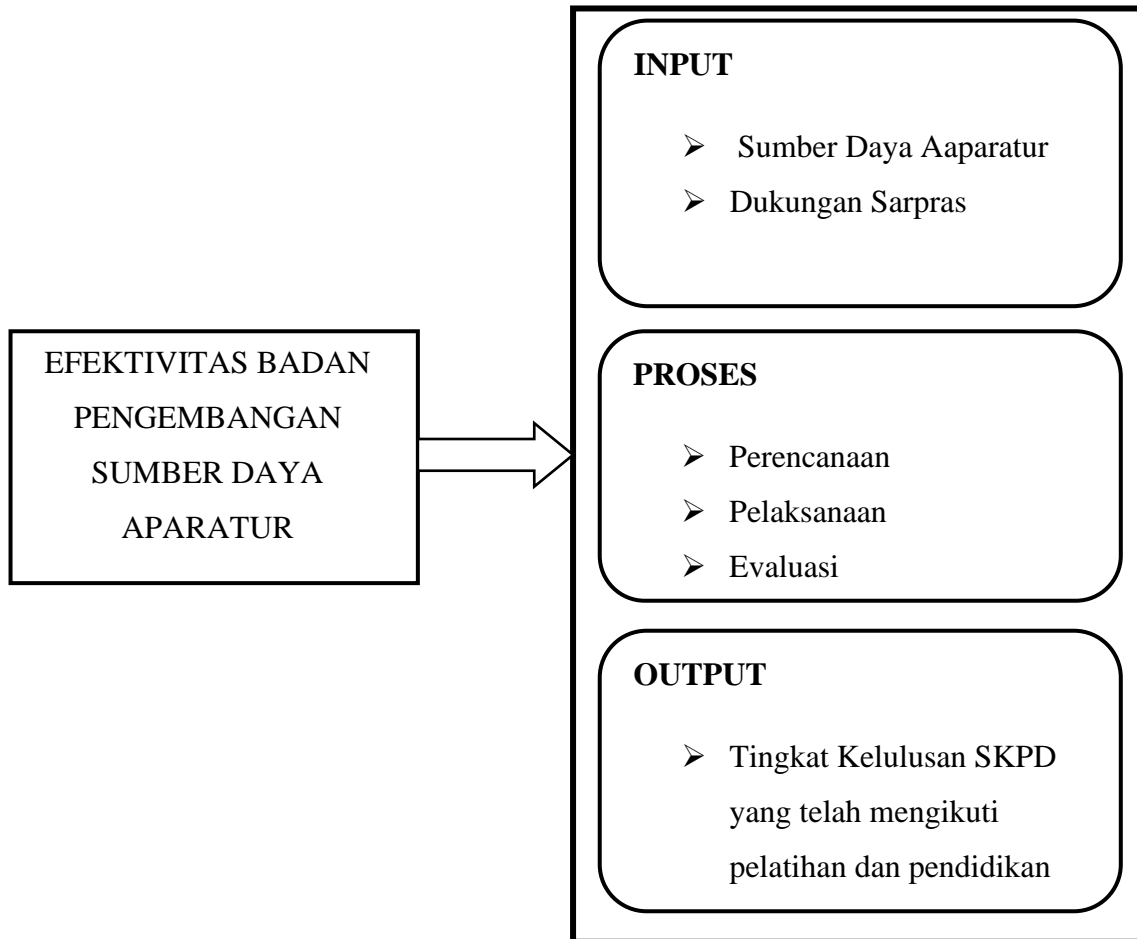 EFEKTIVITAS BADAN
PENGEMBANGAN
SUMBER DAYA
APARATUR
INPUT
➢ Sumber Daya Aaparatur
➢ Dukungan Sarpras
PROSES
➢ Perencanaan
➢ Pelaksanaan
➢ Evaluasi
OUTPUT
➢ Tingkat Kelulusan SKPD
yang telah mengikuti
pelatihan dan pendidikan